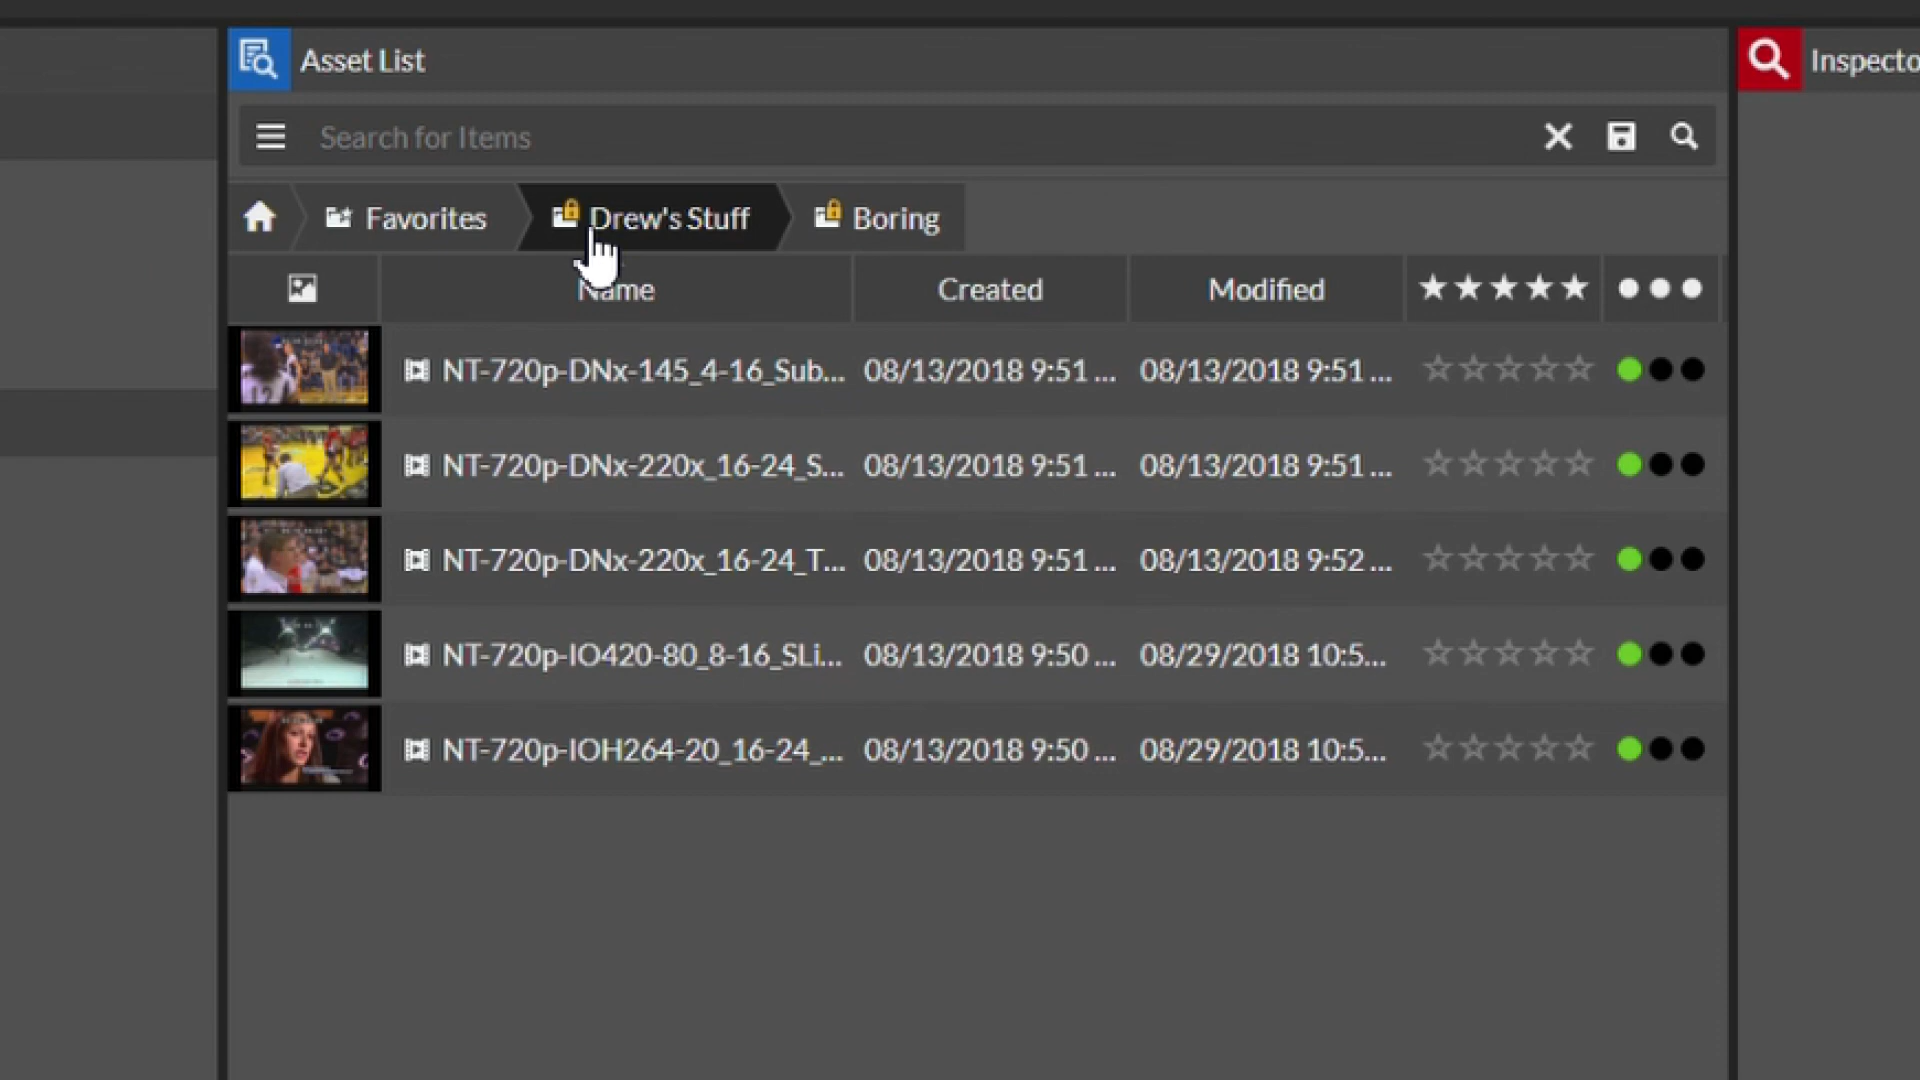 Asset List
Inspecto
Search for Items
Favorites
Drew's Stuff
Boring
Name
Created
Modified
NT-720p-DNx-145_4-16_Sub...
08/13/2018 9:51 ...
08/13/2018 9:51 ...
NT-720p-DNx-220x_16-24_S...
08/13/2018 9:51 ...
08/13/2018 9:51 ...
NT-720p-DNx-220x_16-24_T...
08/13/2018 9:51 ...
08/13/2018 9:52 ...
NT-720p-IO420-80_8-16_SLi...
08/13/2018 9:50 ...
08/29/2018 10:5...
NT-720p-IOH264-20_16-24_...
08/13/2018 9:50 ...
08/29/2018 10:5...